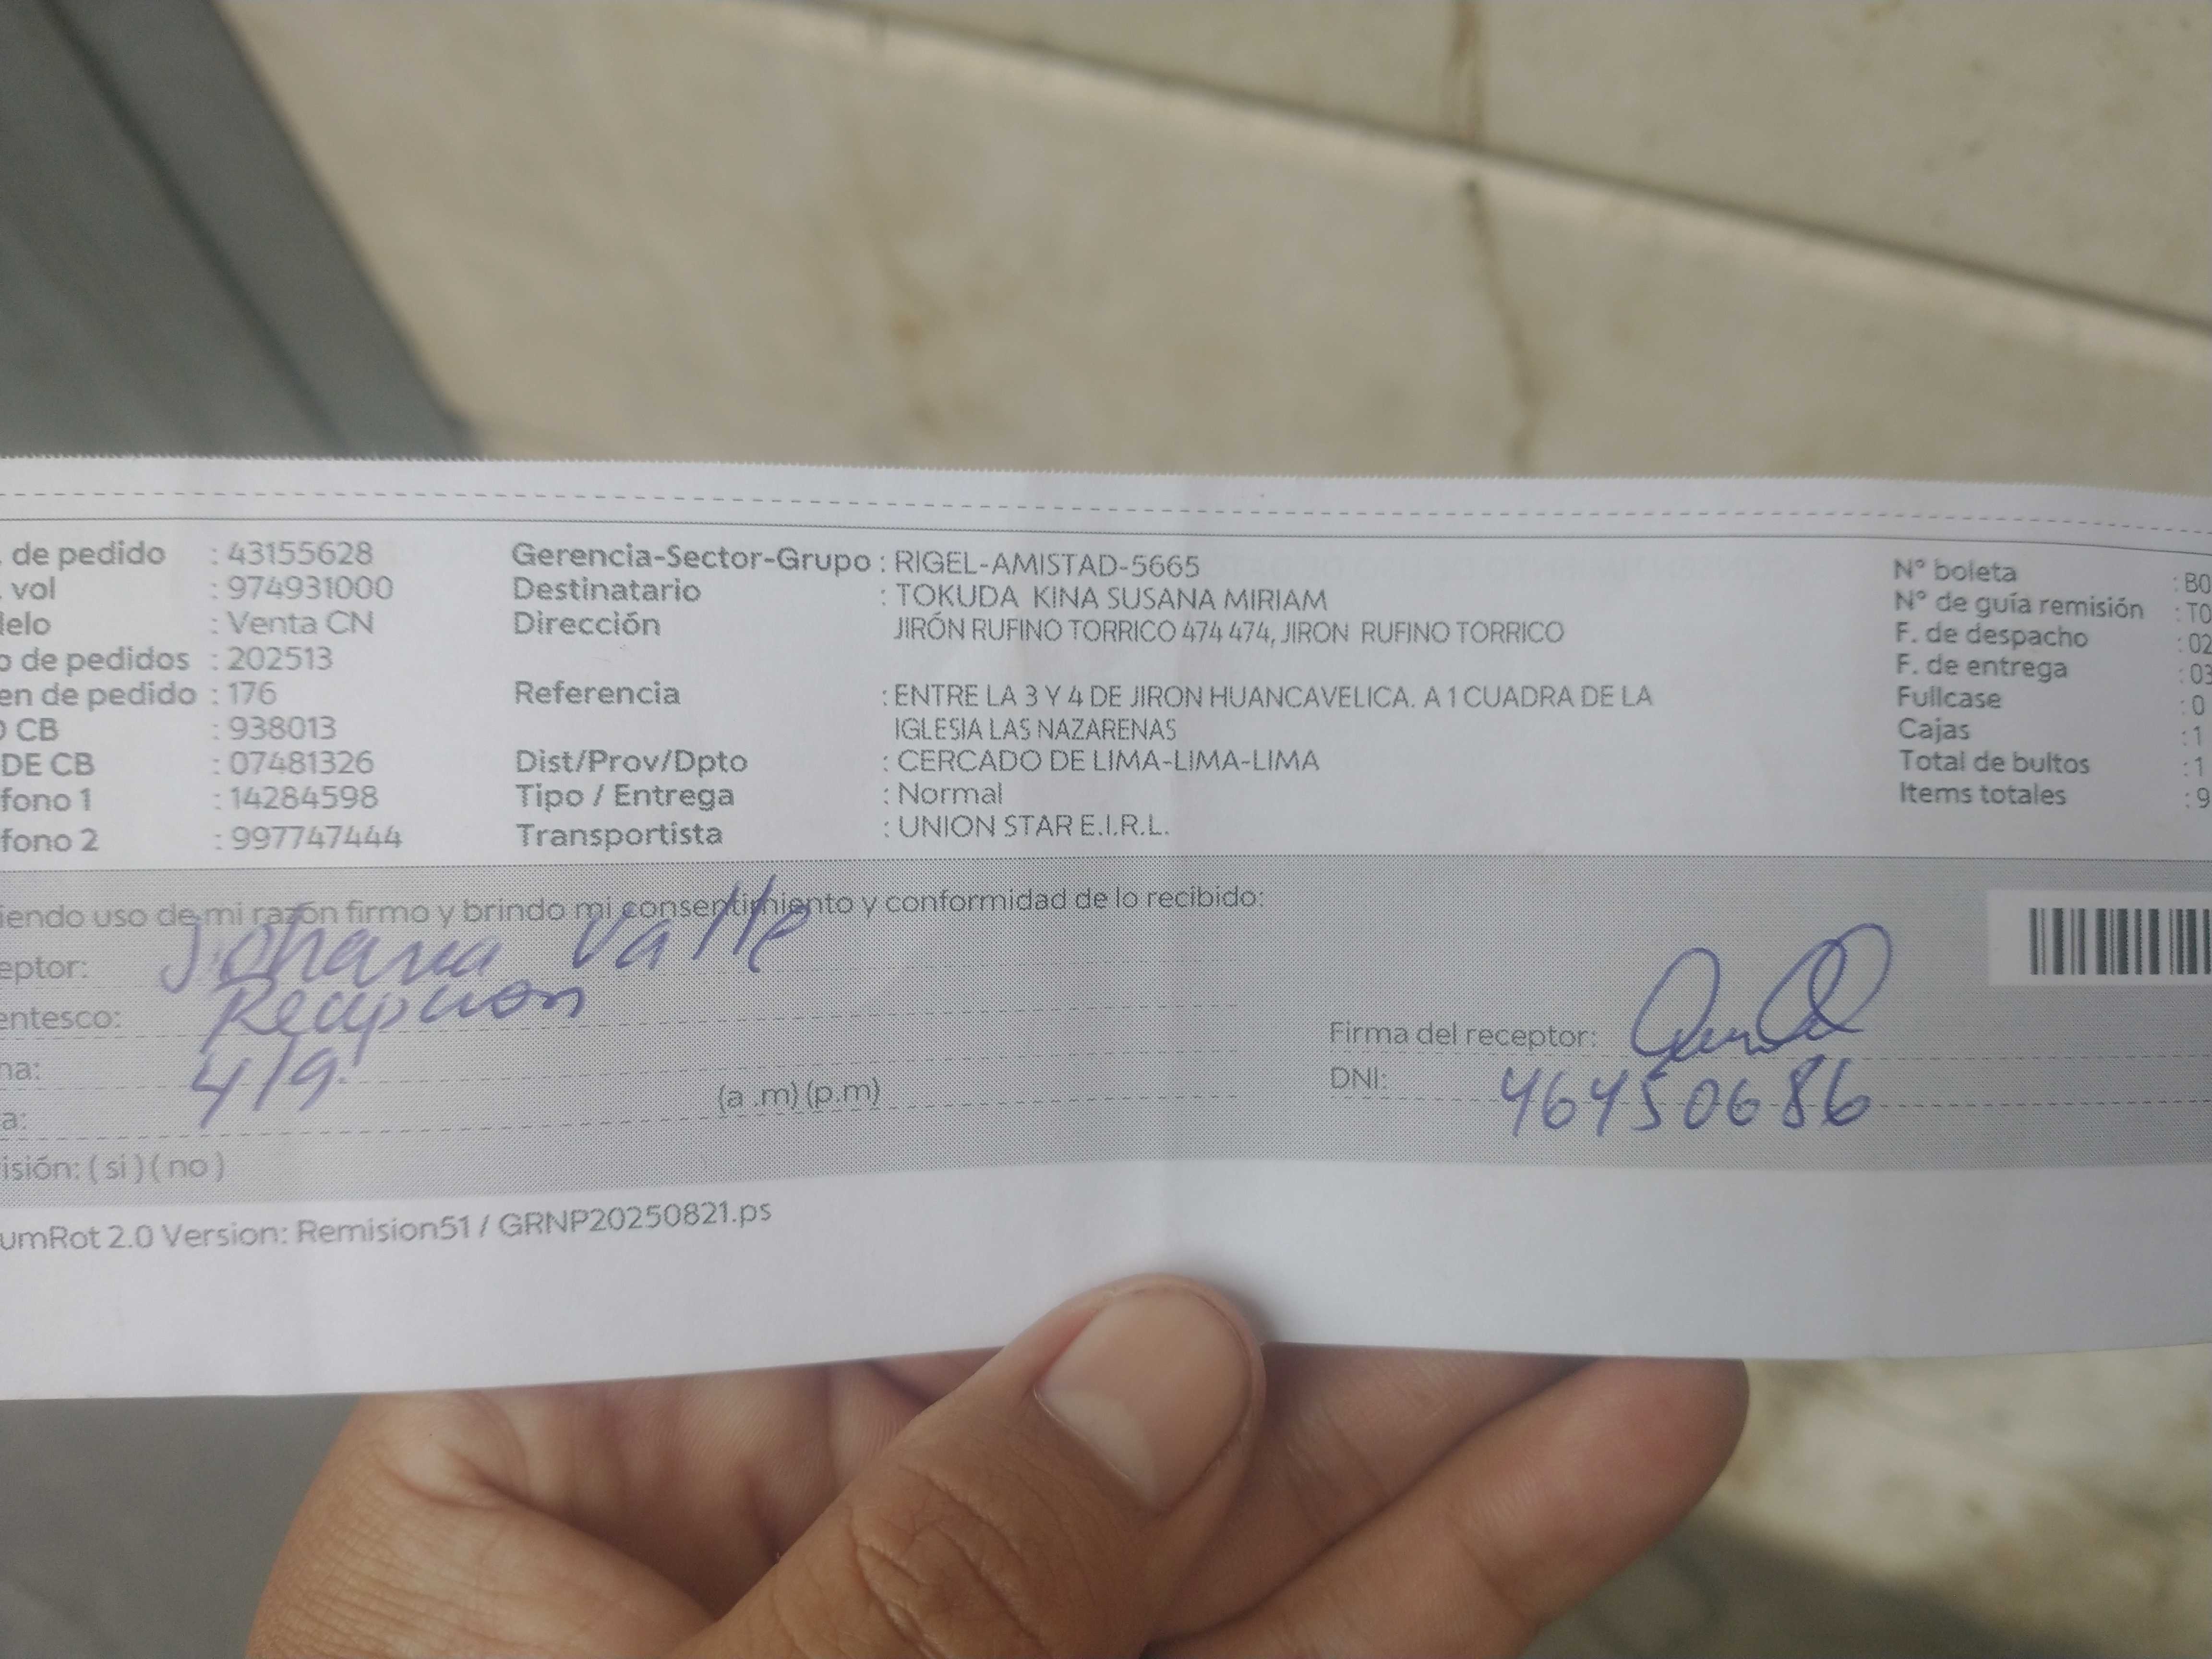 de pedido : 43155628 Gerencia-Sector-Grupo : RIGEL-AMISTAD-5665 N° boleta : B0
vol : 974931000 Destinatario : TOKUDA KINA SUSANA MIRIAM N° de guía remisión : T0
elo : Venta CN Dirección JIRÓN RUFINO TORRICO 474 474, JIRON RUFINO TORRICO F. de despacho : 02
o de pedidos : 202513 F. de entrega : 03
en de pedido : 176 Referencia : ENTRE LA 3 Y 4 DE JIRON HUANCAVELICA. A 1 CUADRA DE LA Fullcase : 0
CB : 938013 IGLESIA LAS NAZARENAS Cajas : 1
DE CB : 07481326 Dist/Prov/Dpto : CERCADO DE LIMA-LIMA-LIMA Total de bultos : 1
fono 1 : 14284598 Tipo / Entrega : Normal Items totales : 9
fono 2 : 997747444 Transportista : UNION STAR E.I.R.L.
iendo uso de mi razón firmo y brindo mi consentimiento y conformidad de lo recibido:
eptor: Johana Valle
entesco: Recepcion Firma del receptor:
na: 4/9. DNI: 46450686
a: (a .m) (p.m)
isión: ( si ) ( no )
umRot 2.0 Version: Remision51 / GRNP20250821.ps